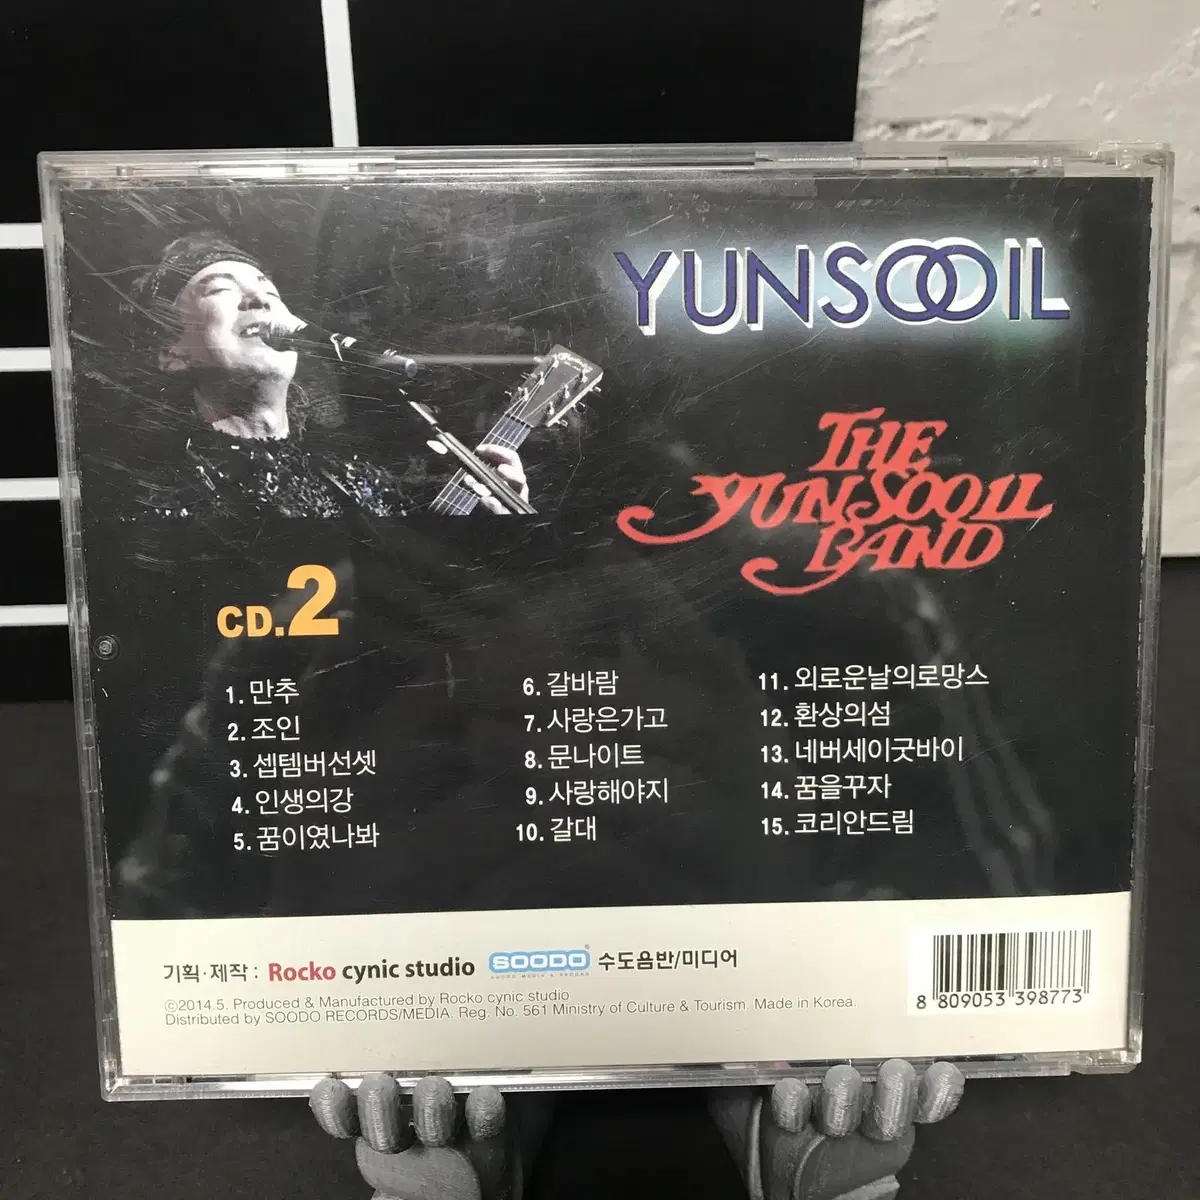 YUNSOOIL
THE
YUNSOOIL
BAND
CD.2
1. 만추
2. 조인
3. 셉템버선셋
4. 인생의강
5. 꿈이였나봐
6. 갈바람
7. 사랑은가고
8. 문나이트
9. 사랑해야지
10. 갈대
11. 외로운날의로망스
12. 환상의섬
13. 네버세이굿바이
14. 꿈을꾸자
15. 코리안드림
기획·제작 : Rocko cynic studio SOODO® 수도음반/미디어
SOODO MEDIA & RECORD
©2014.5. Produced & Manufactured by Rocko cynic studio
Distributed by SOODO RECORDS/MEDIA. Reg. No. 561 Ministry of Culture & Tourism. Made in Korea.
8 809053 398773